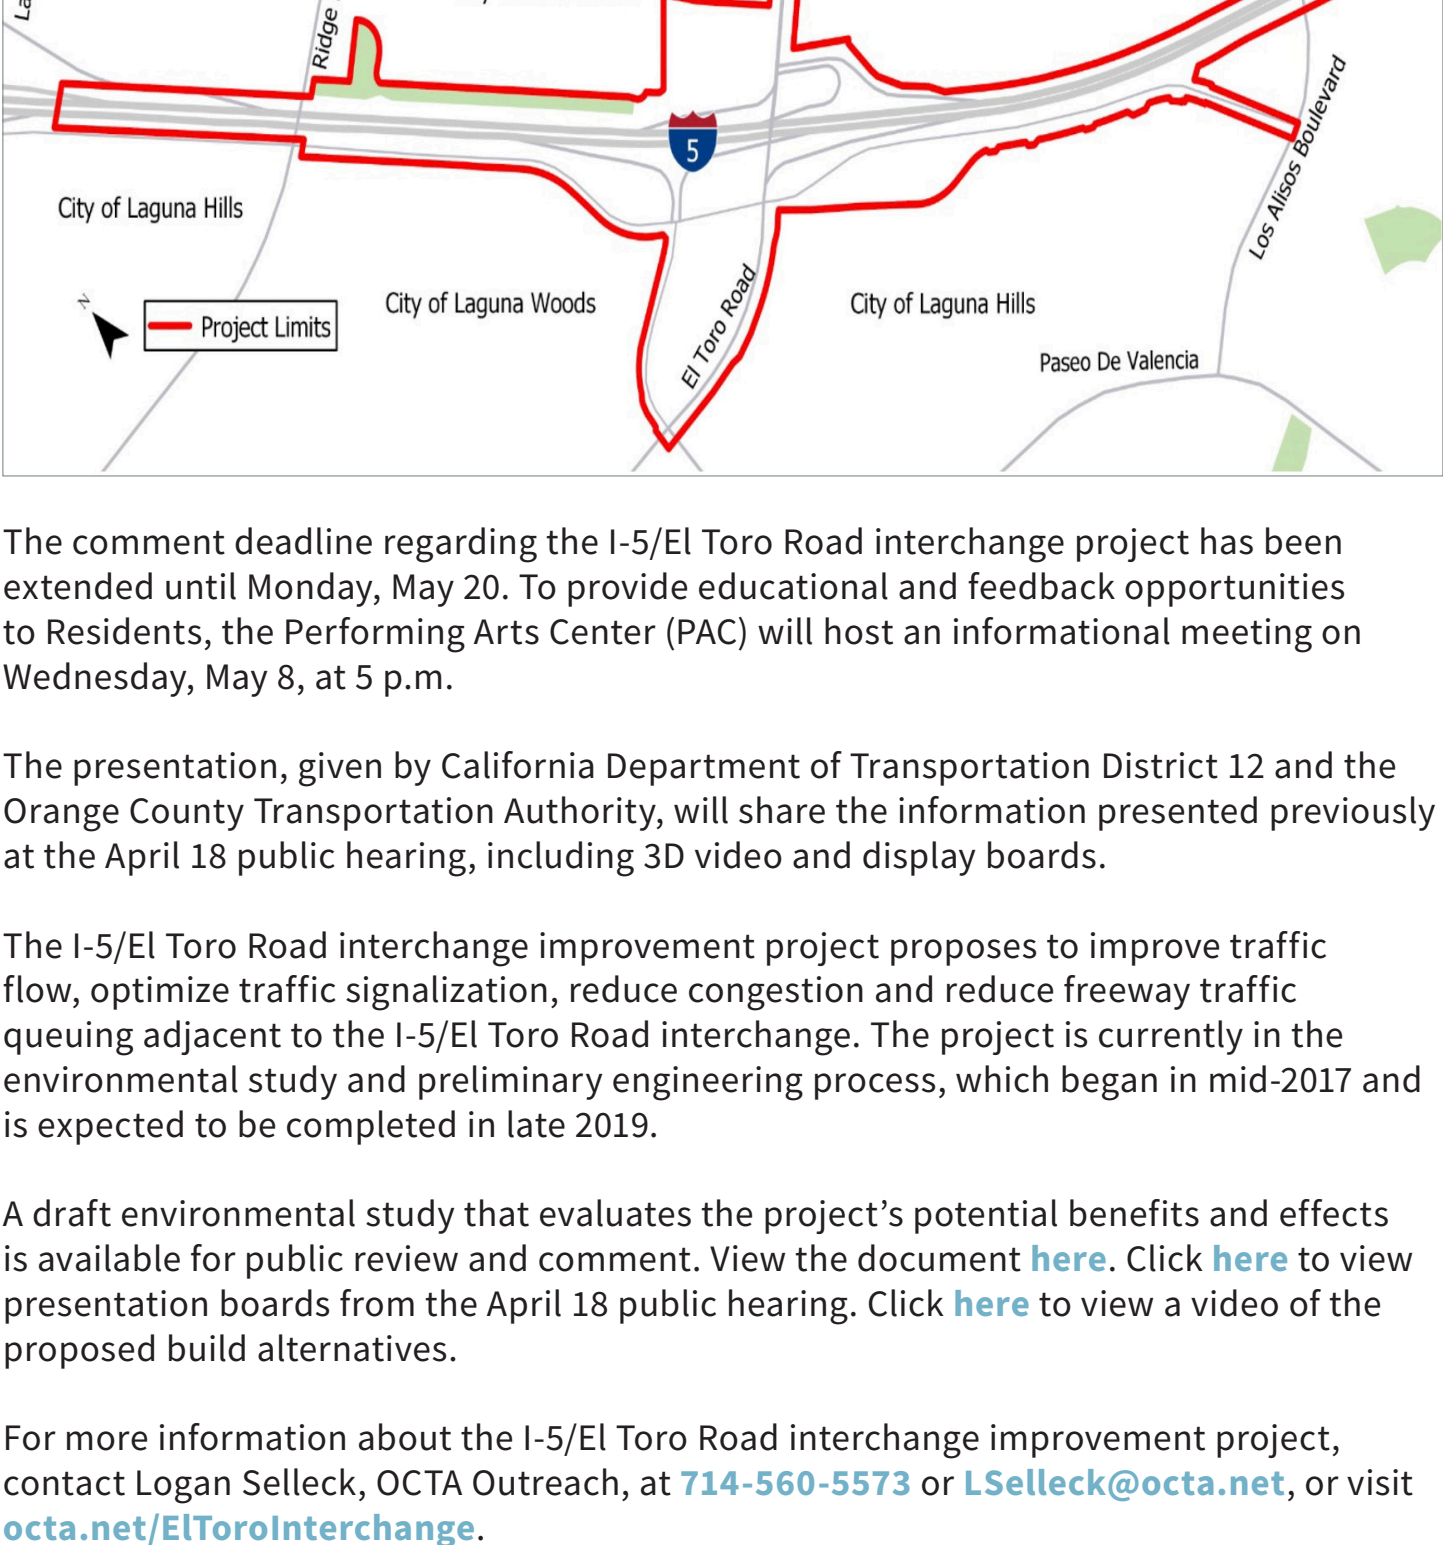 Ridge
5
Los Alisos Boulevard
City of Laguna Hills
N
El Toro Road
City of Laguna Woods
City of Laguna Hills
Project Limits
Paseo De Valencia
The comment deadline regarding the I-5/El Toro Road interchange project has been
extended until Monday, May 20. To provide educational and feedback opportunities
to Residents, the Performing Arts Center (PAC) will host an informational meeting on
Wednesday, May 8, at 5 p.m.
The presentation, given by California Department of Transportation District 12 and the
Orange County Transportation Authority, will share the information presented previously
at the April 18 public hearing, including 3D video and display boards.
The I-5/El Toro Road interchange improvement project proposes to improve traffic
flow, optimize traffic signalization, reduce congestion and reduce freeway traffic
queuing adjacent to the I-5/El Toro Road interchange. The project is currently in the
environmental study and preliminary engineering process, which began in mid-2017 and
is expected to be completed in late 2019.
A draft environmental study that evaluates the project’s potential benefits and effects
is available for public review and comment. View the document here. Click here to view
presentation boards from the April 18 public hearing. Click here to view a video of the
proposed build alternatives.
For more information about the I-5/El Toro Road interchange improvement project,
contact Logan Selleck, OCTA Outreach, at 714-560-5573 or LSelleck@octa.net, or visit
octa.net/ElToroInterchange.